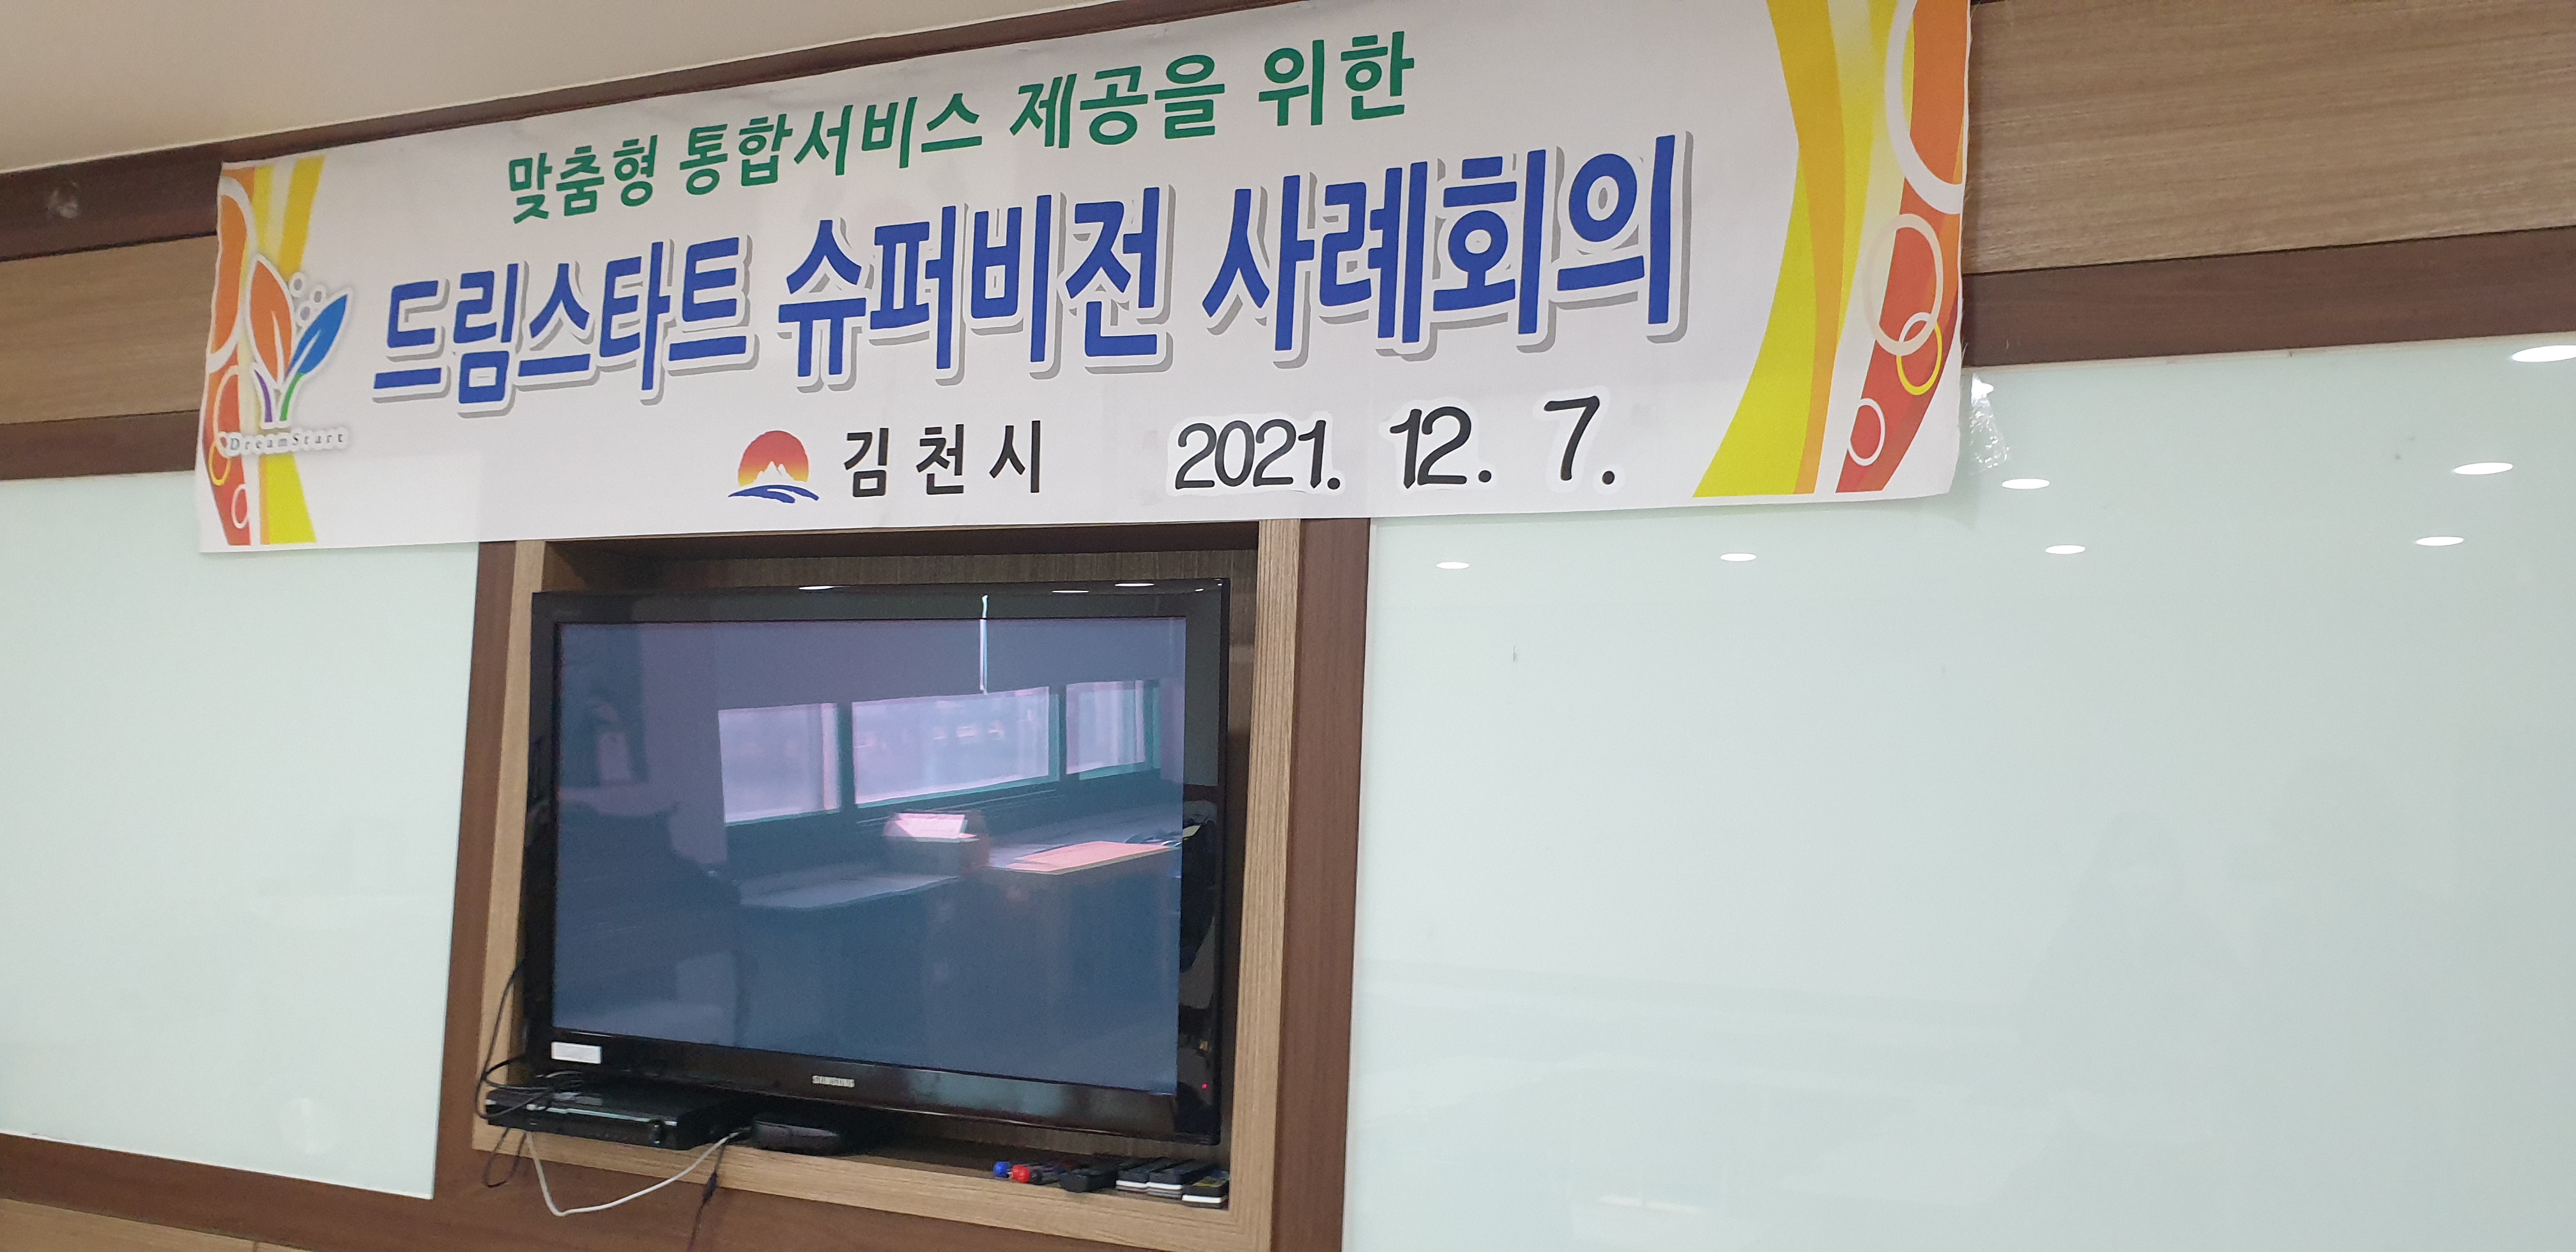 맞춤형 통합서비스 제공을 위한
드림스타트 슈퍼비전 사례회의
DreamStart
김천시 2021. 12. 7.
SAMSUNG